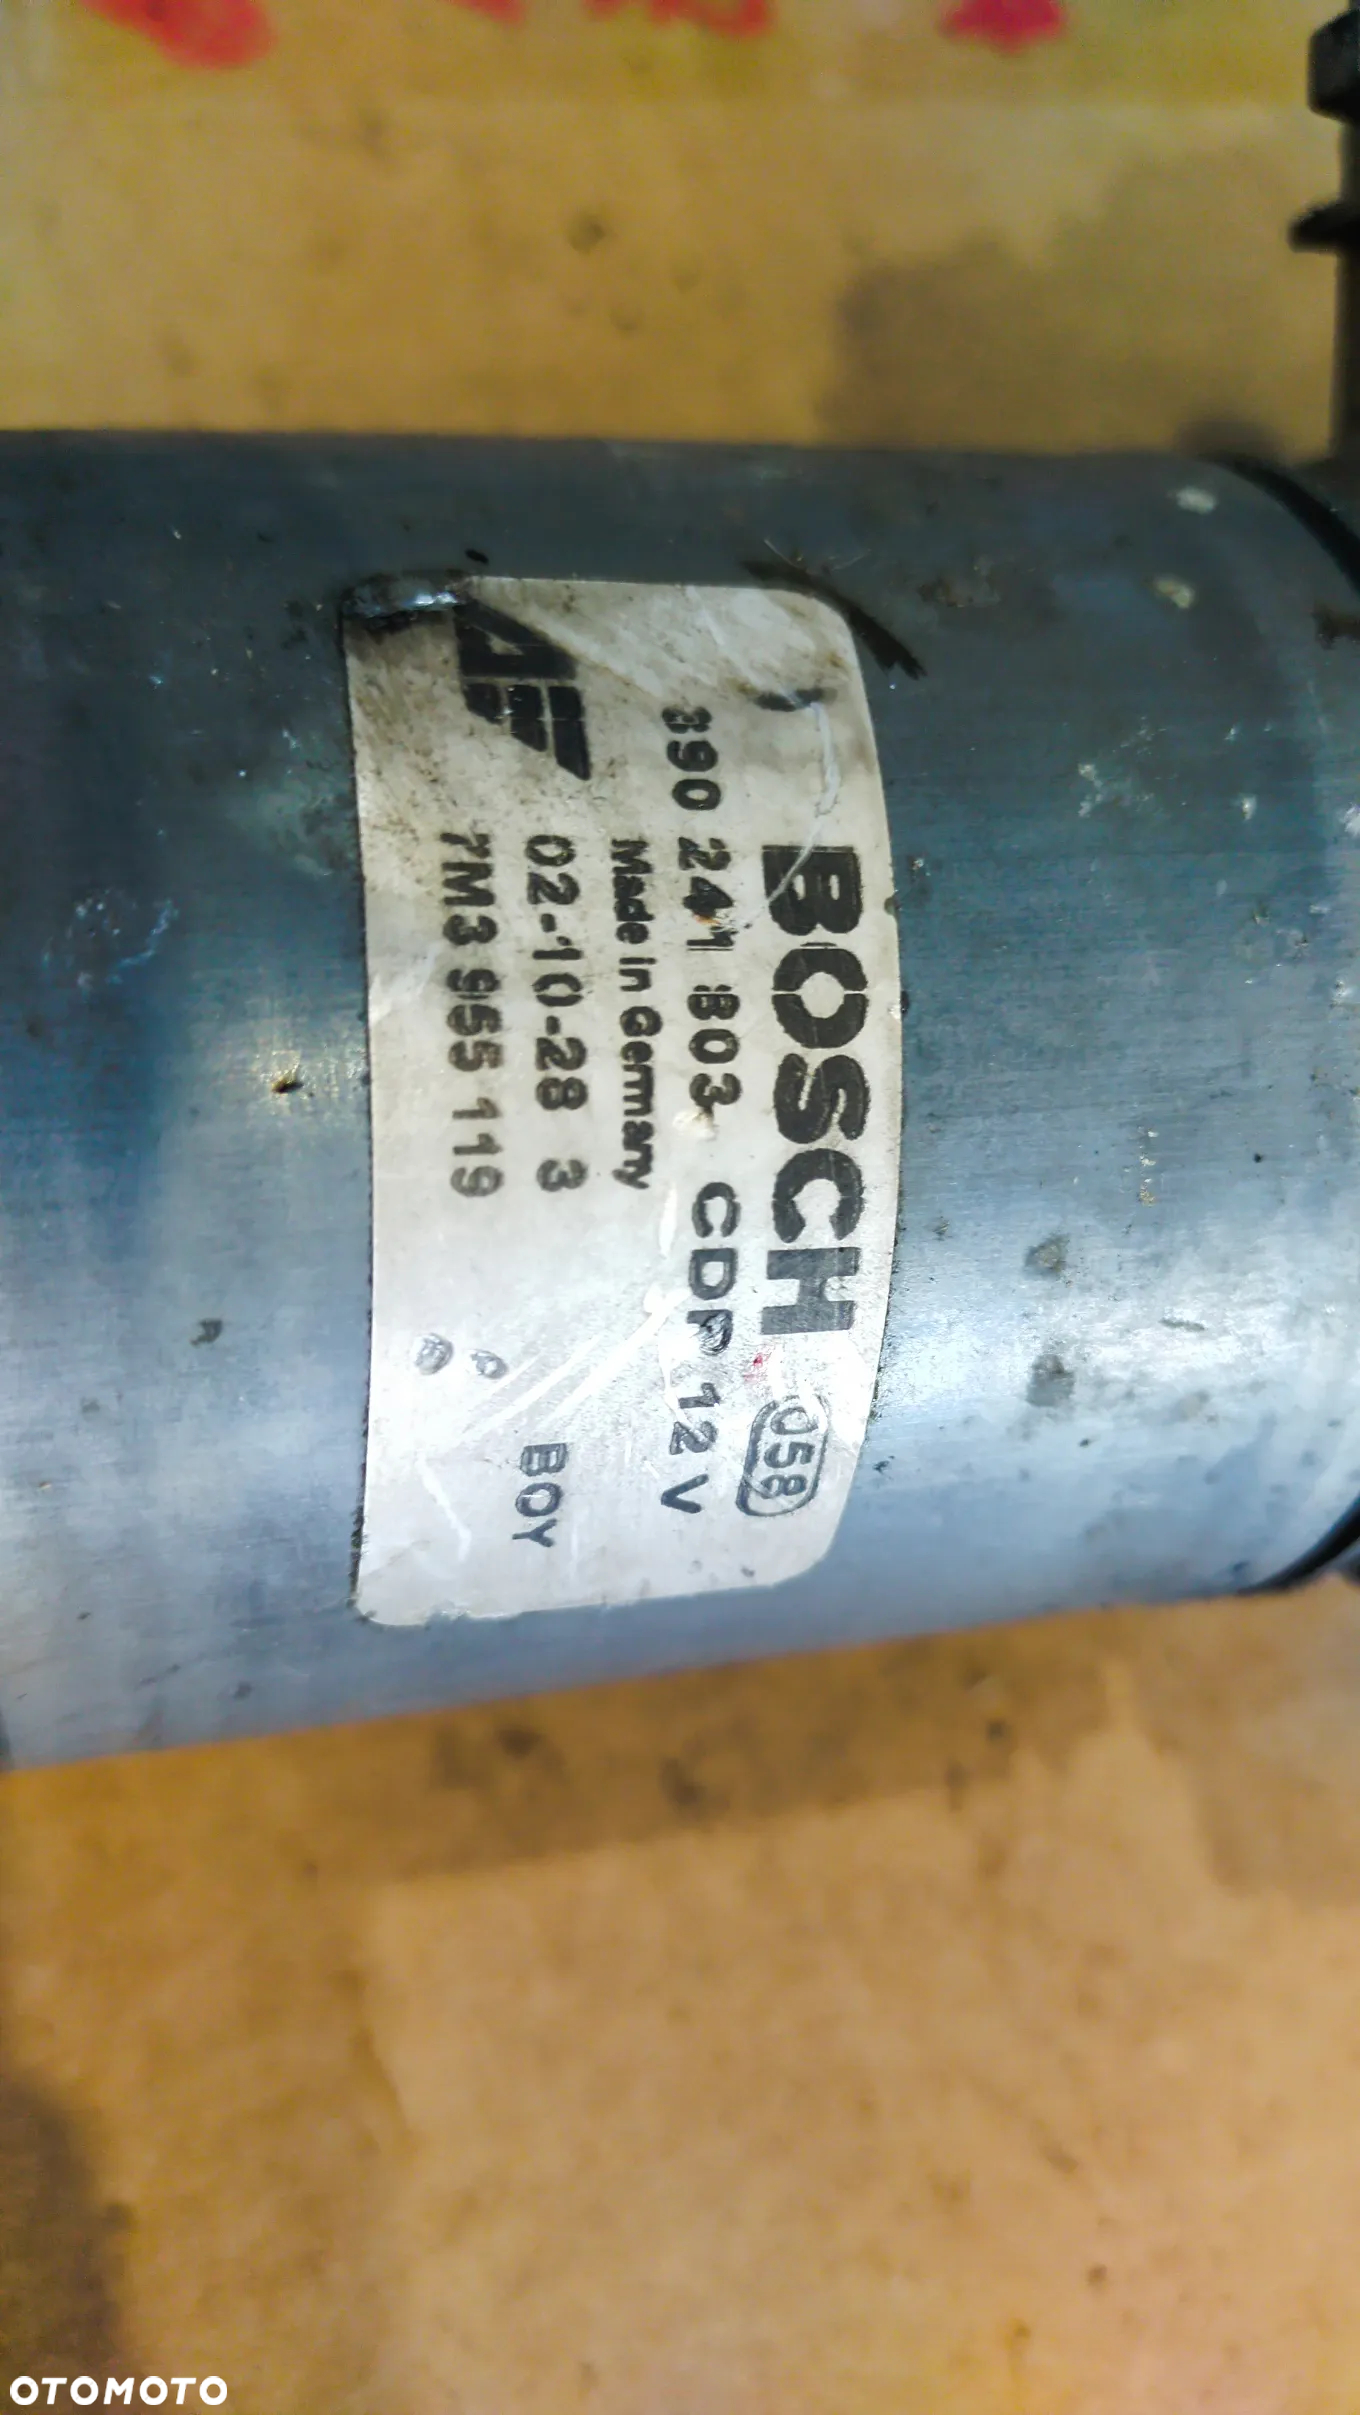 BOSCH 058
390 241 803 CDP 12 V
Made in Germany
02-10-28 3 BOY
7M3 955 119
OTOMOTO